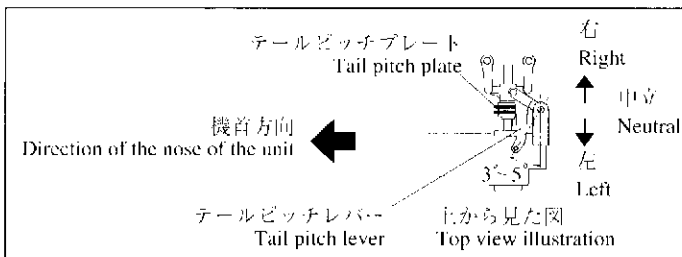 テールピッチプレート
Tail pitch plate
右
Right
中立
Neutral
左
Left
機首方向
Direction of the nose of the unit
3°~5°
テールピッチレバー
Tail pitch lever
上から見た図
Top view illustration